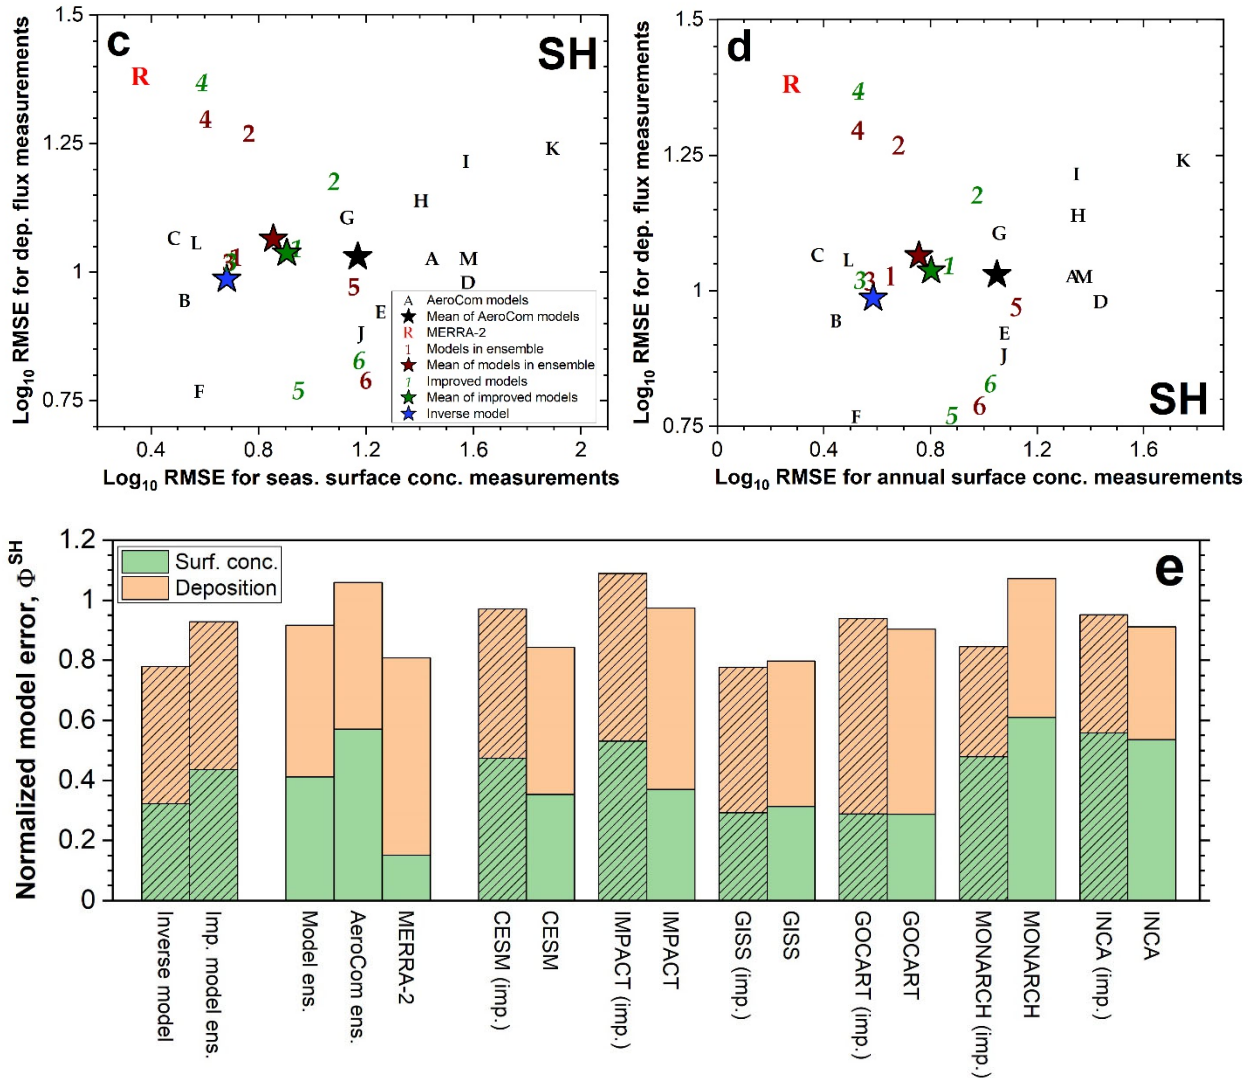 c
SH
Log10 RMSE for dep. flux measurements
1.5
1.25
1
0.75
0.4
0.8
1.2
1.6
2
Log10 RMSE for seas. surface conc. measurements
R
4
4
2
2
K
I
H
G
C
L
1
1
3
3
A
M
D
5
B
E
J
6
6
F
5
A AeroCom models
Mean of AeroCom models
R MERRA-2
1 Models in ensemble
Mean of models in ensemble
1 Improved models
Mean of improved models
Inverse model
d
SH
Log10 RMSE for dep. flux measurements
1.5
1.25
1
0.75
0
0.4
0.8
1.2
1.6
Log10 RMSE for annual surface conc. measurements
R
4
4
2
2
K
I
H
G
C
L
1
1
3
3
A
M
D
5
B
E
J
6
6
F
5
e
Surf. conc.
Deposition
Normalized model error, Φ^SH
1.2
1
0.8
0.6
0.4
0.2
0
Inverse model
Imp. model ens.
Model ens.
AeroCom ens.
MERRA-2
CESM (imp.)
CESM
IMPACT (imp.)
IMPACT
GISS (imp.)
GISS
GOCART (imp.)
GOCART
MONARCH (imp.)
MONARCH
INCA (imp.)
INCA